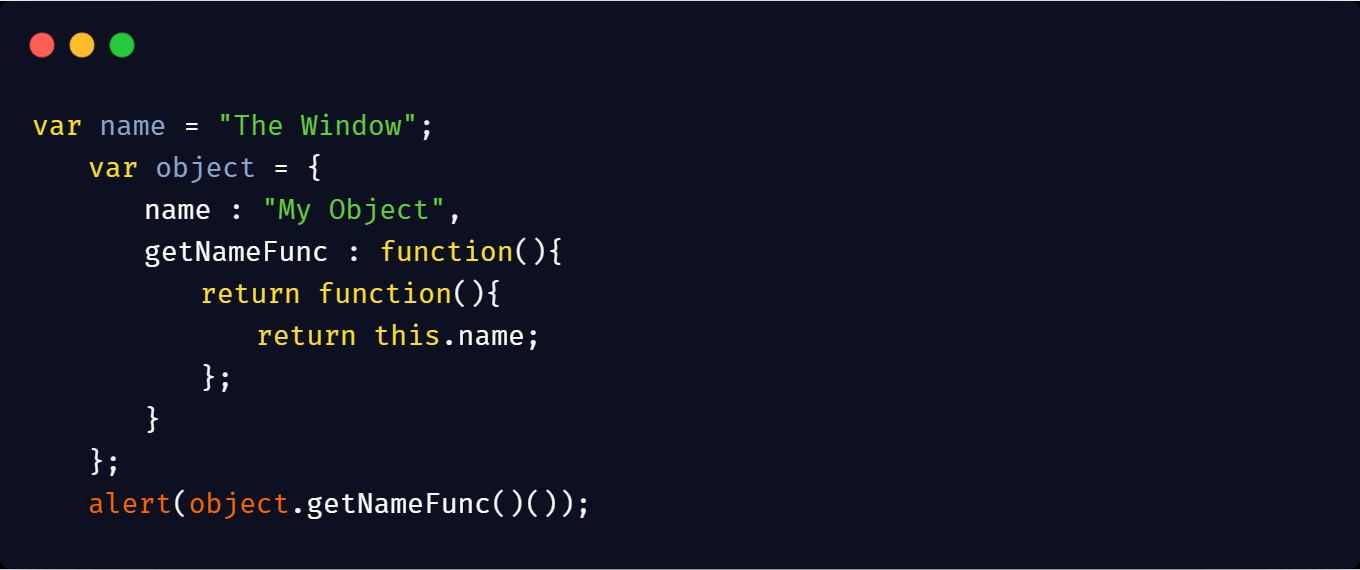 var name = "The Window";
    var object = {
        name : "My Object",
        getNameFunc : function(){
            return function(){
                return this.name;
            };
        }
    };
    alert(object.getNameFunc()());